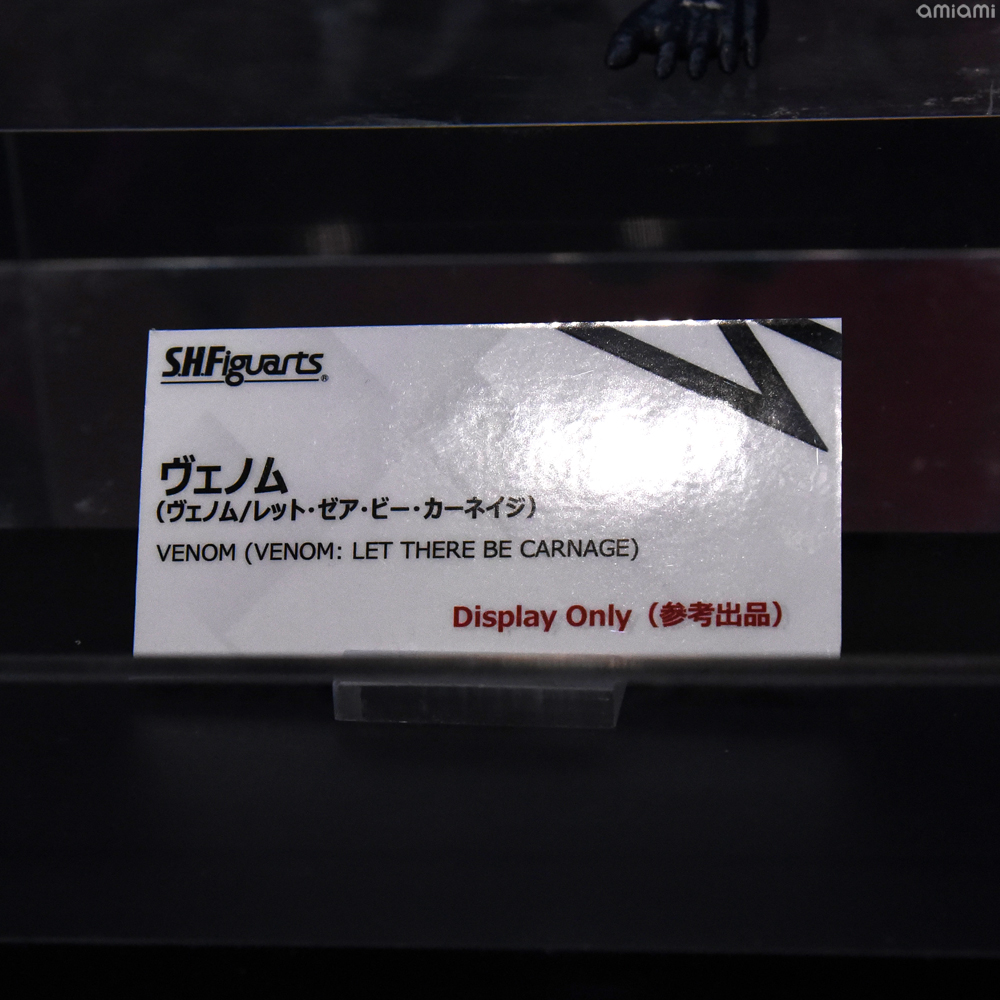 amiami
S.H.Figuarts®
ヴェノム
(ヴェノム/レット・ゼア・ビー・カーネイジ)
VENOM (VENOM: LET THERE BE CARNAGE)
Display Only（参考出品）